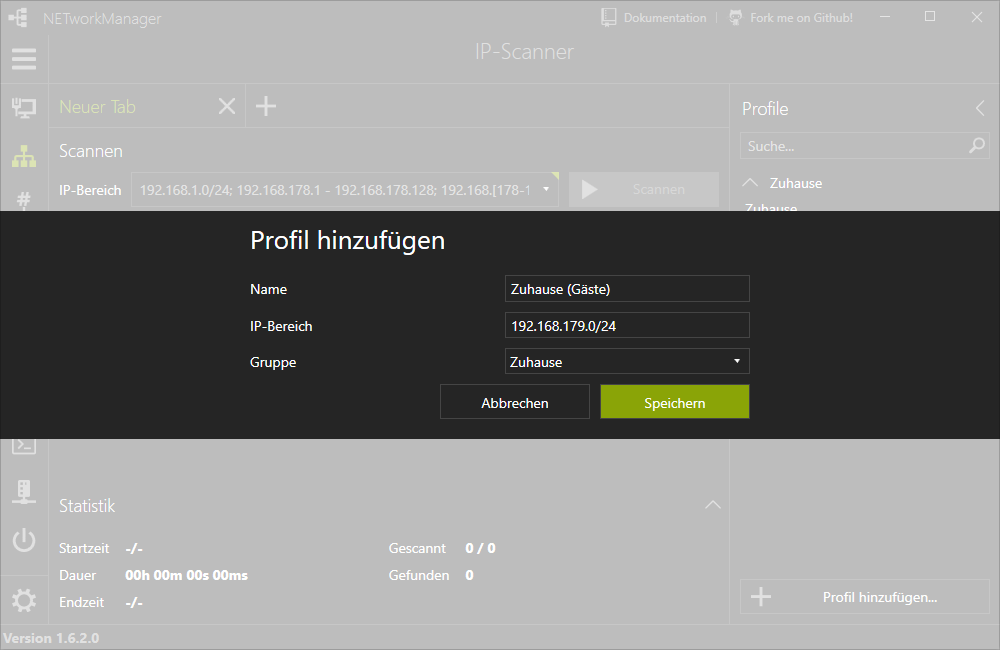 NETworkManager
Dokumentation
Fork me on Github!
IP-Scanner
Neuer Tab
Profile
Scannen
Suche...
IP-Bereich
192.168.1.0/24; 192.168.178.1 - 192.168.178.128; 192.168.[178-1
Scannen
Zuhause
Zuhause
Profil hinzufügen
Name
Zuhause (Gäste)
IP-Bereich
192.168.179.0/24
Gruppe
Zuhause
Abbrechen
Speichern
Statistik
Startzeit -/-
Gescannt 0 / 0
Dauer 00h 00m 00s 00ms
Gefunden 0
Endzeit -/-
Profil hinzufügen...
Version 1.6.2.0